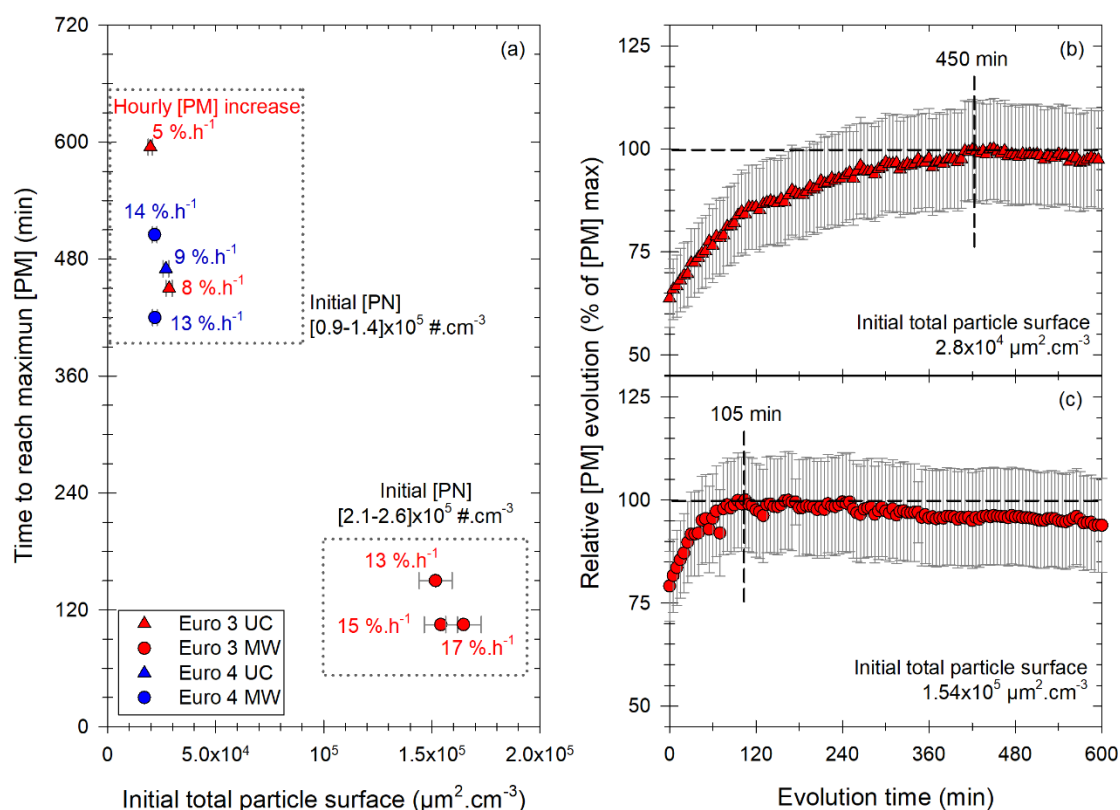 (a)
Time to reach maximun [PM] (min)
720
600
480
360
240
120
0
Hourly [PM] increase
5 %.h⁻¹
14 %.h⁻¹
9 %.h⁻¹
8 %.h⁻¹
13 %.h⁻¹
Initial [PN]
[0.9-1.4]x10⁵ #.cm⁻³
Initial [PN]
[2.1-2.6]x10⁵ #.cm⁻³
13 %.h⁻¹
15 %.h⁻¹
17 %.h⁻¹
Euro 3 UC
Euro 3 MW
Euro 4 UC
Euro 4 MW
0
5.0x10⁴
10⁵
1.5x10⁵
2.0x10⁵
Initial total particle surface (µm².cm⁻³)
Relative [PM] evolution (% of [PM] max)
(b)
125
100
75
50
450 min
Initial total particle surface
2.8x10⁴ µm².cm⁻³
(c)
125
100
75
50
105 min
Initial total particle surface
1.54x10⁵ µm².cm⁻³
0
120
240
360
480
600
Evolution time (min)